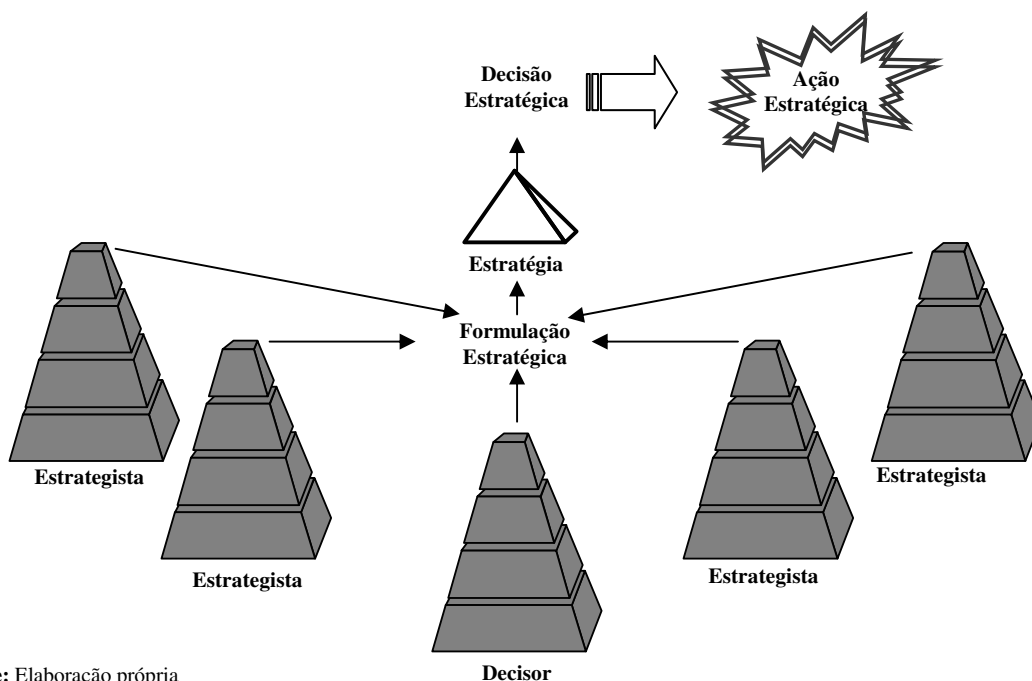 Decisão
Estratégica
Ação
Estratégica
Estratégia
Formulação
Estratégica
Estrategista
Estrategista
Estrategista
Estrategista
Decisor
e: Elaboração própria